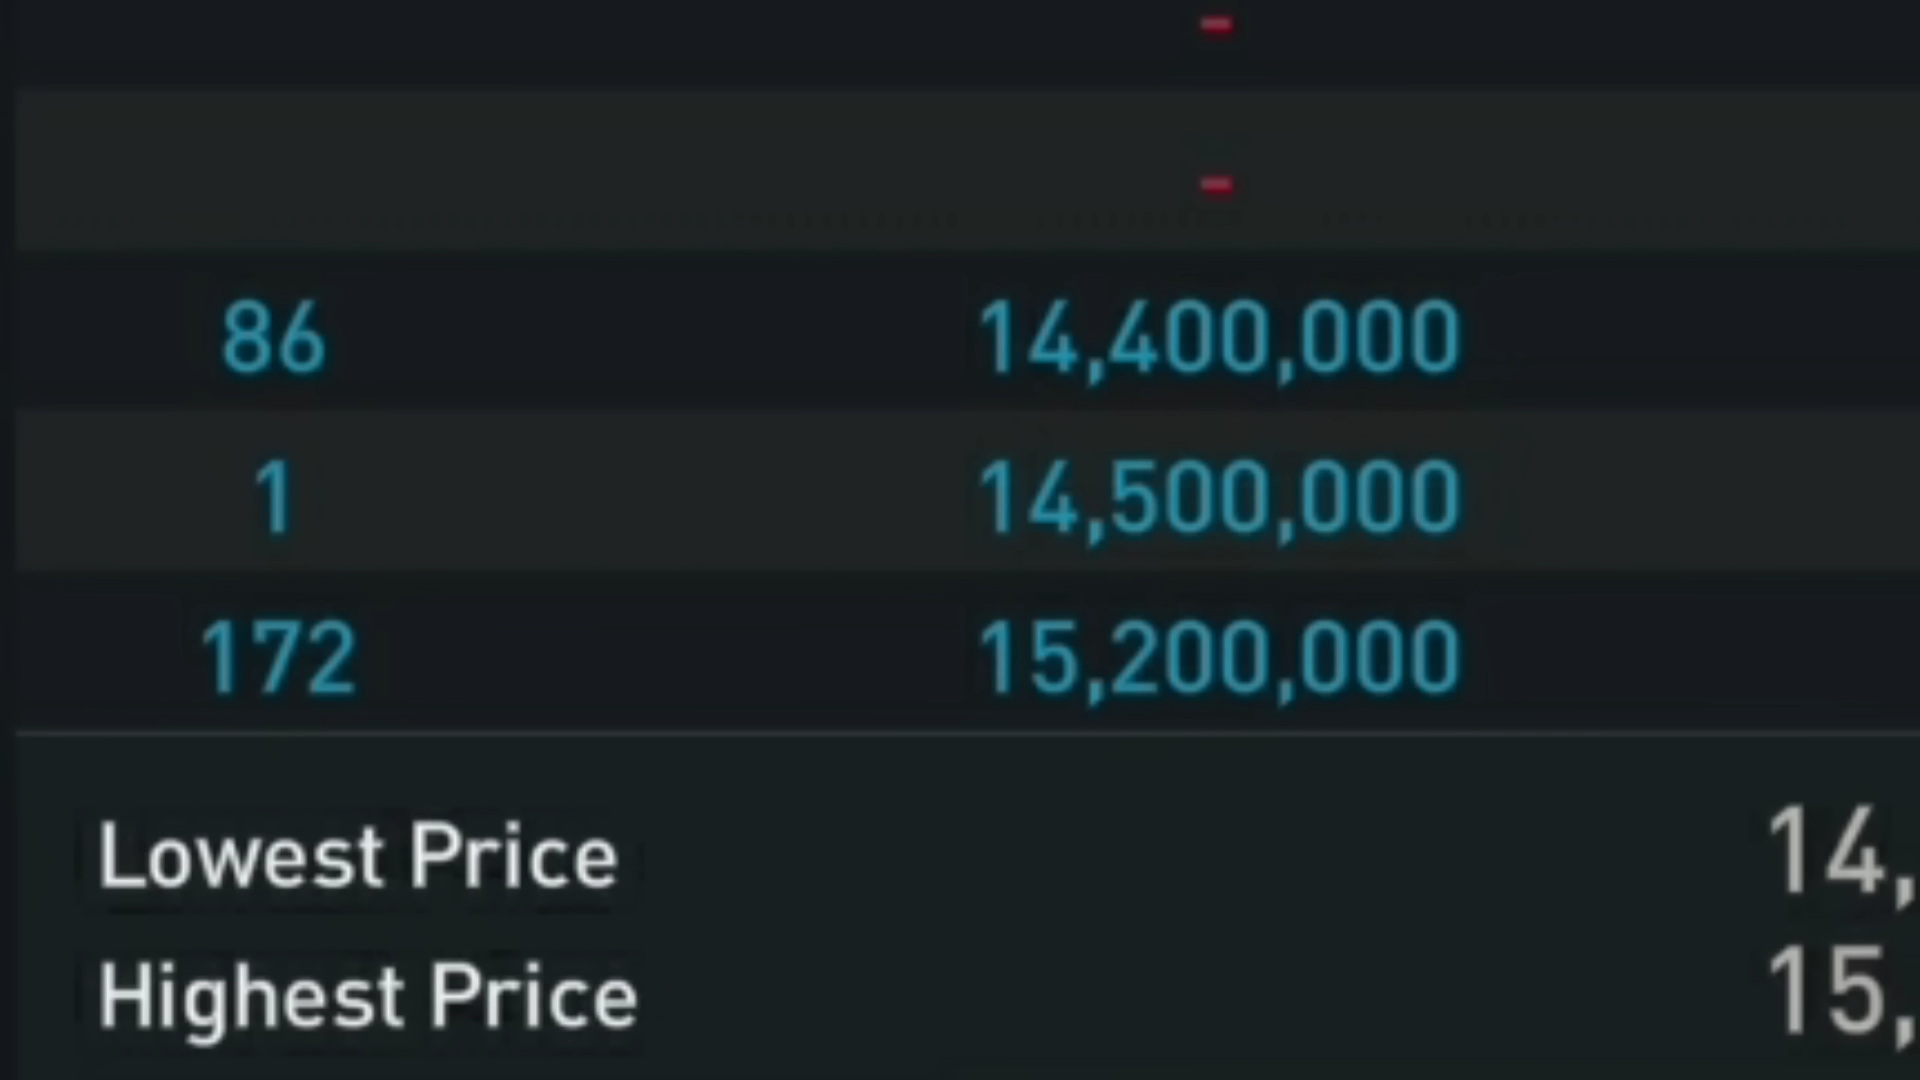 -
-
86 14,400,000
1 14,500,000
172 15,200,000
Lowest Price 14,
Highest Price 15,